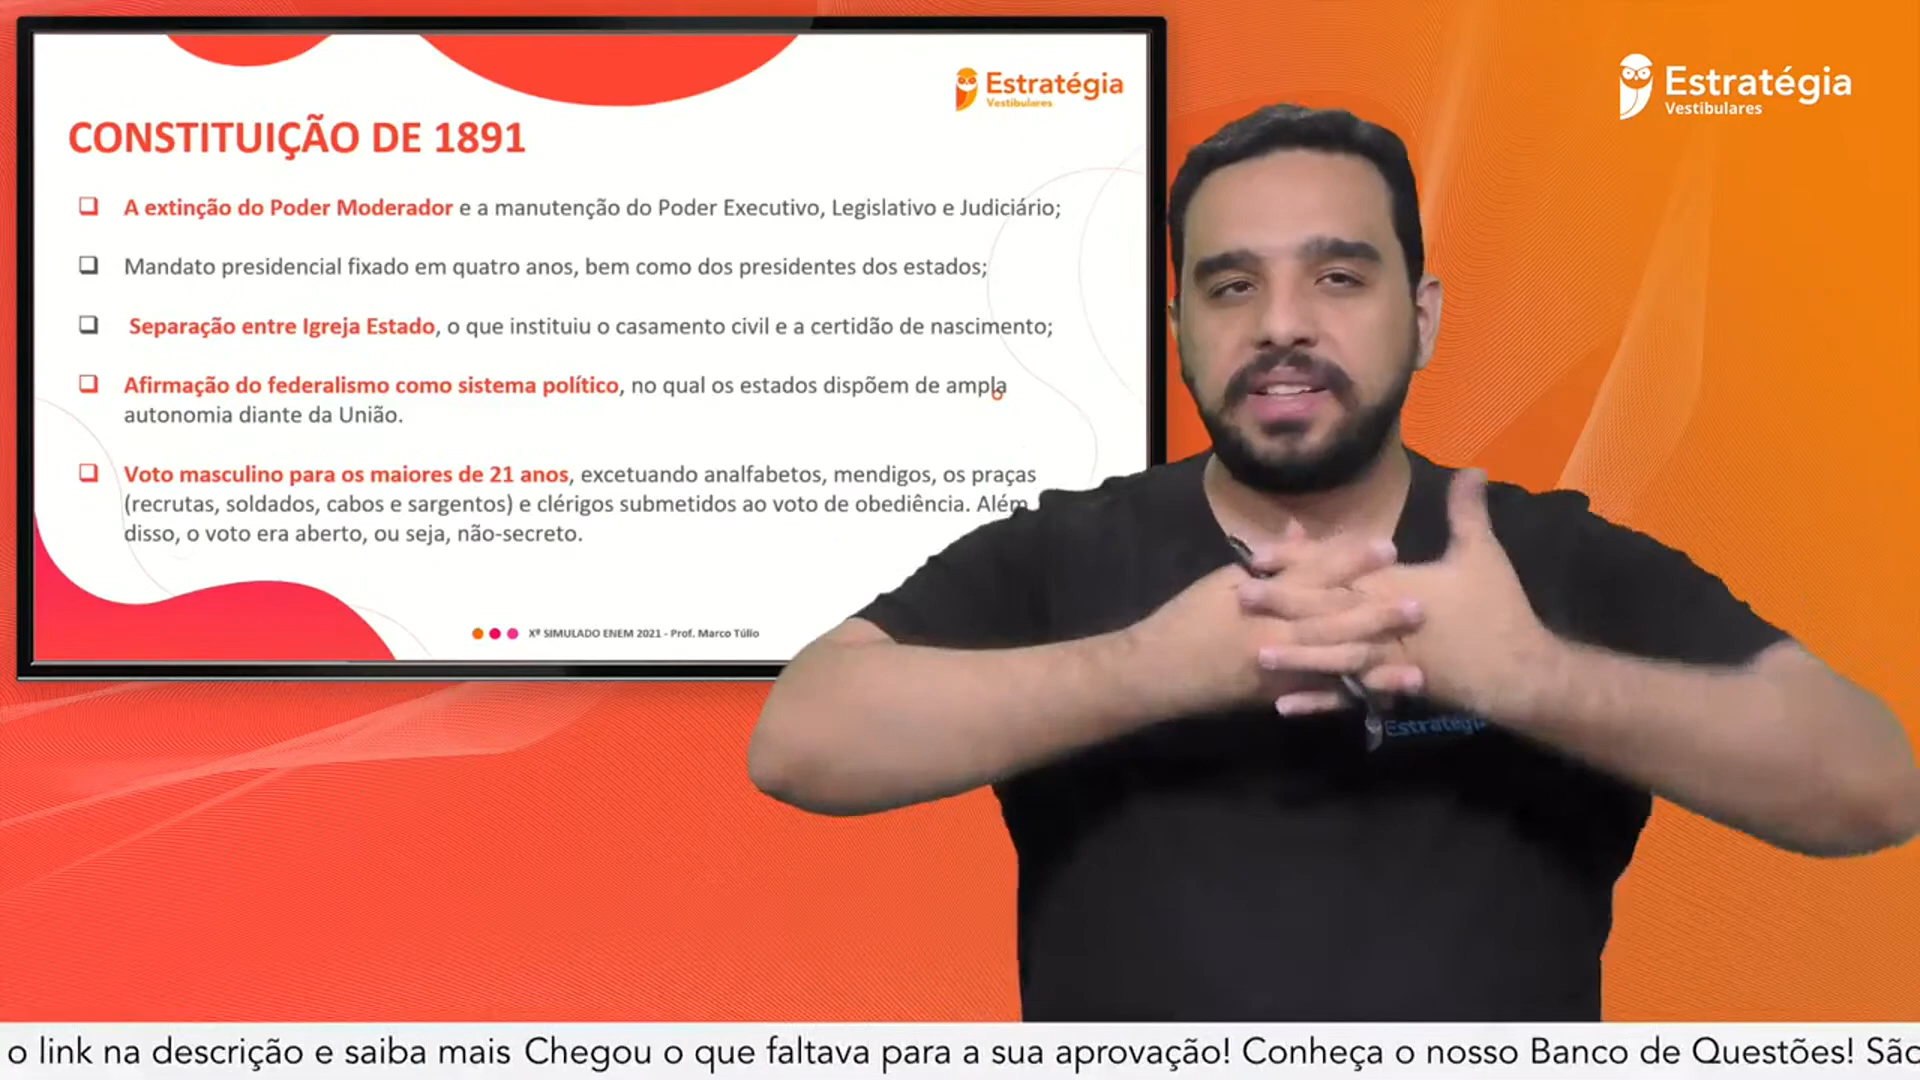 Estratégia
Vestibulares
CONSTITUIÇÃO DE 1891
A extinção do Poder Moderador e a manutenção do Poder Executivo, Legislativo e Judiciário;
Mandato presidencial fixado em quatro anos, bem como dos presidentes dos estados;
Separação entre Igreja Estado, o que instituiu o casamento civil e a certidão de nascimento;
Afirmação do federalismo como sistema político, no qual os estados dispõem de ampla
autonomia diante da União.
Voto masculino para os maiores de 21 anos, excetuando analfabetos, mendigos, os praças
(recrutas, soldados, cabos e sargentos) e clérigos submetidos ao voto de obediência. Além
disso, o voto era aberto, ou seja, não-secreto.
Xº SIMULADO ENEM 2021 - Prof. Marco Túlio
Estratégia
Vestibulares
Estratégi
o link na descrição e saiba mais Chegou o que faltava para a sua aprovação! Conheça o nosso Banco de Questões! São